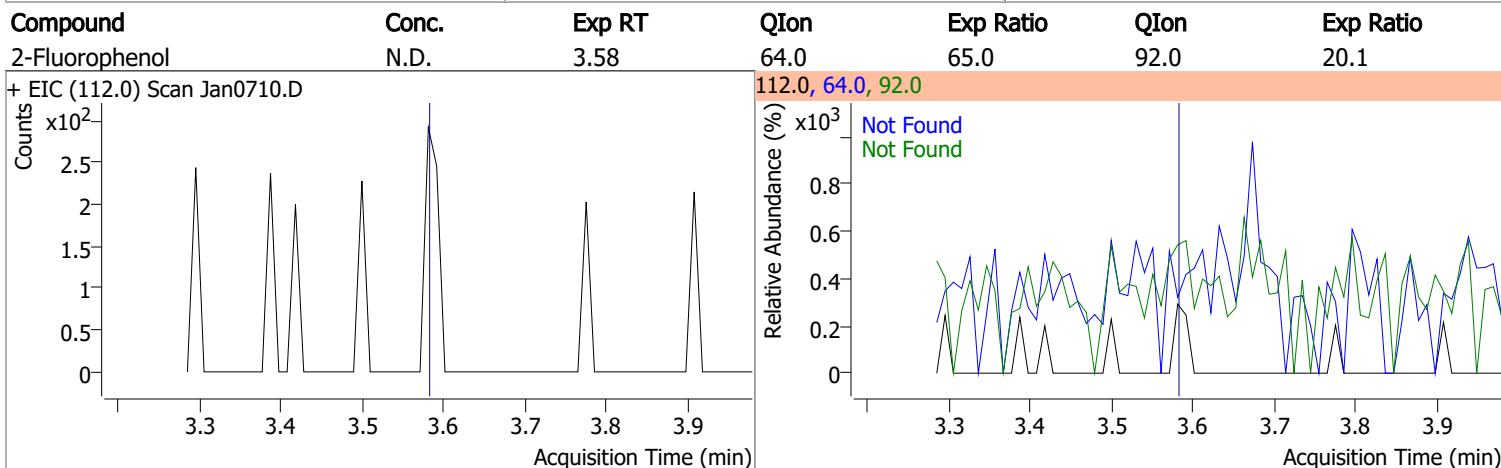 Compound Conc. Exp RT QIon Exp Ratio QIon Exp Ratio
2-Fluorophenol N.D. 3.58 64.0 65.0 92.0 20.1
+ EIC (112.0) Scan Jan0710.D
Counts
x10²
2.5
2
1.5
1
0.5
0
3.3 3.4 3.5 3.6 3.7 3.8 3.9
Acquisition Time (min)
112.0, 64.0, 92.0
Relative Abundance (%)
x10³
Not Found
Not Found
0.8
0.6
0.4
0.2
0
3.3 3.4 3.5 3.6 3.7 3.8 3.9
Acquisition Time (min)